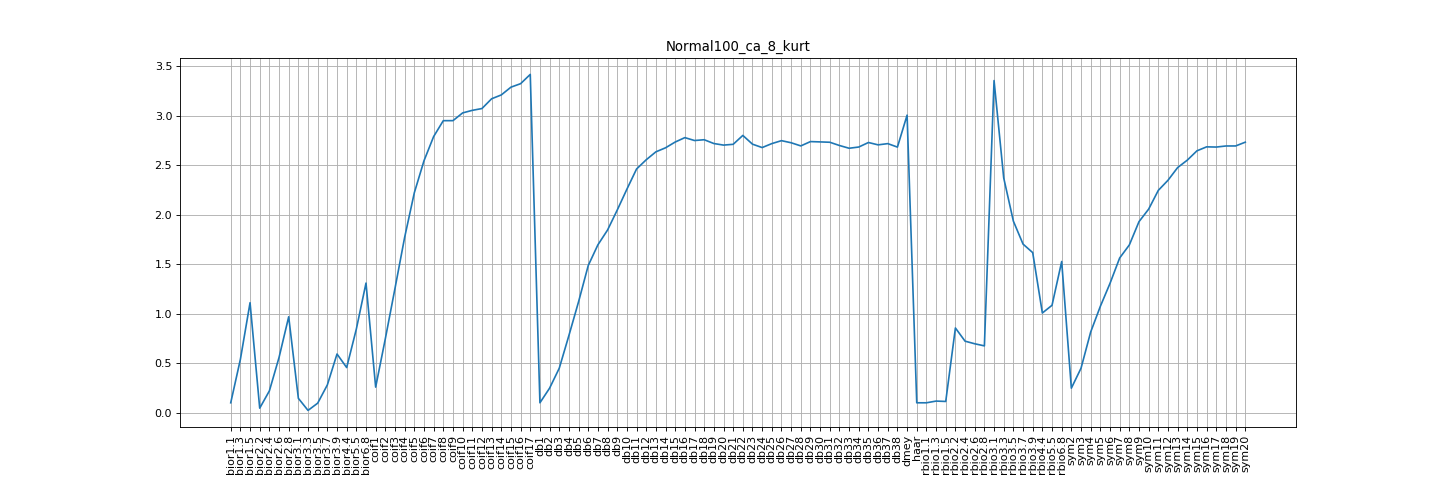 Normal100_ca_8_kurt
3.5
3.0
2.5
2.0
1.5
1.0
0.5
0.0
bior1.1
bior1.3
bior1.5
bior2.2
bior2.4
bior2.6
bior2.8
bior3.1
bior3.3
bior3.5
bior3.7
bior3.9
bior4.4
bior5.5
bior6.8
coif1
coif2
coif3
coif4
coif5
coif6
coif7
coif8
coif9
coif10
coif11
coif12
coif13
coif14
coif15
coif16
coif17
db1
db2
db3
db4
db5
db6
db7
db8
db9
db10
db11
db12
db13
db14
db15
db16
db17
db18
db19
db20
db21
db22
db23
db24
db25
db26
db27
db28
db29
db30
db31
db32
db33
db34
db35
db36
db37
db38
dmey
haar
rbio1.1
rbio1.3
rbio1.5
rbio2.2
rbio2.4
rbio2.6
rbio2.8
rbio3.1
rbio3.3
rbio3.5
rbio3.7
rbio3.9
rbio4.4
rbio5.5
rbio6.8
sym2
sym3
sym4
sym5
sym6
sym7
sym8
sym9
sym10
sym11
sym12
sym13
sym14
sym15
sym16
sym17
sym18
sym19
sym20